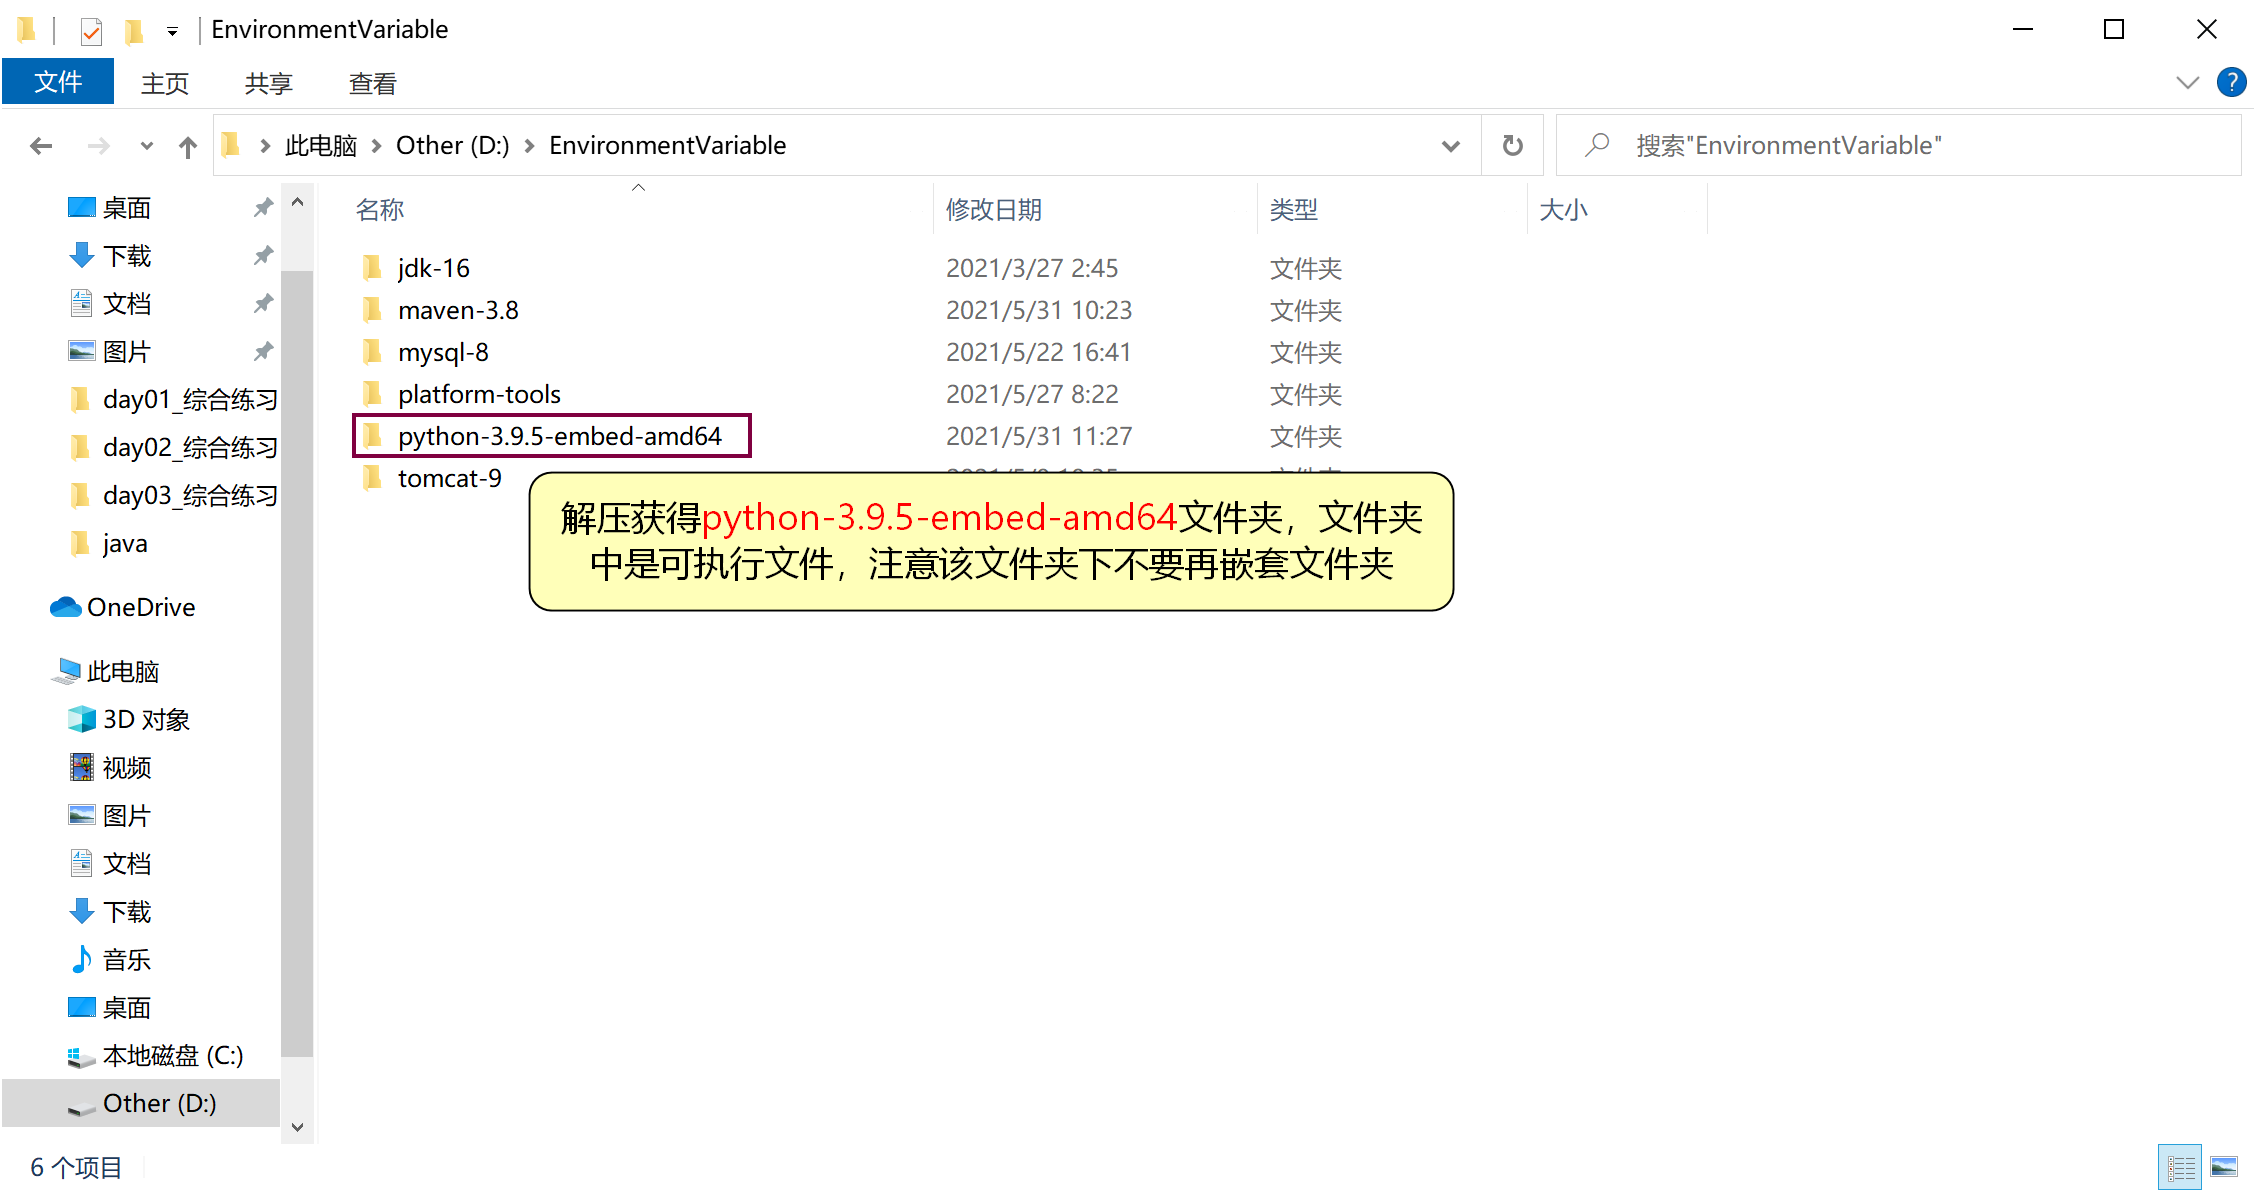 EnvironmentVariable
文件 主页 共享 查看
此电脑 Other (D:) EnvironmentVariable
搜索"EnvironmentVariable"
桌面
下载
文档
图片
day01_综合练习
day02_综合练习
day03_综合练习
java
OneDrive
此电脑
3D 对象
视频
图片
文档
下载
音乐
桌面
本地磁盘 (C:)
Other (D:)
名称 修改日期 类型 大小
jdk-16 2021/3/27 2:45 文件夹
maven-3.8 2021/5/31 10:23 文件夹
mysql-8 2021/5/22 16:41 文件夹
platform-tools 2021/5/27 8:22 文件夹
python-3.9.5-embed-amd64 2021/5/31 11:27 文件夹
tomcat-9
解压获得python-3.9.5-embed-amd64文件夹，文件夹
中是可执行文件，注意该文件夹下不要再嵌套文件夹
6 个项目